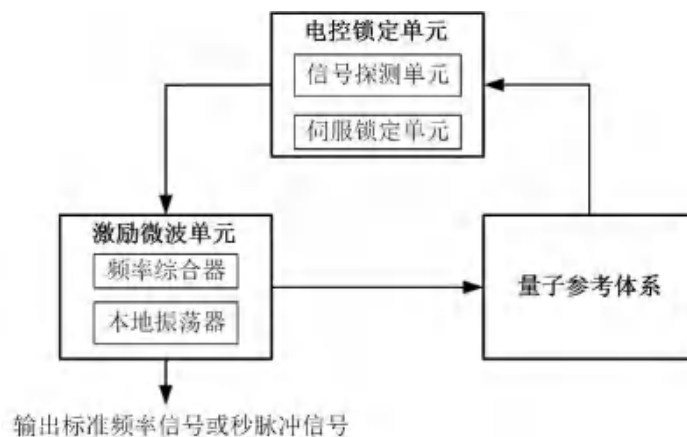 电控锁定单元
信号探测单元
伺服锁定单元
激励微波单元
频率综合器
本地振荡器
量子参考体系
输出标准频率信号或秒脉冲信号